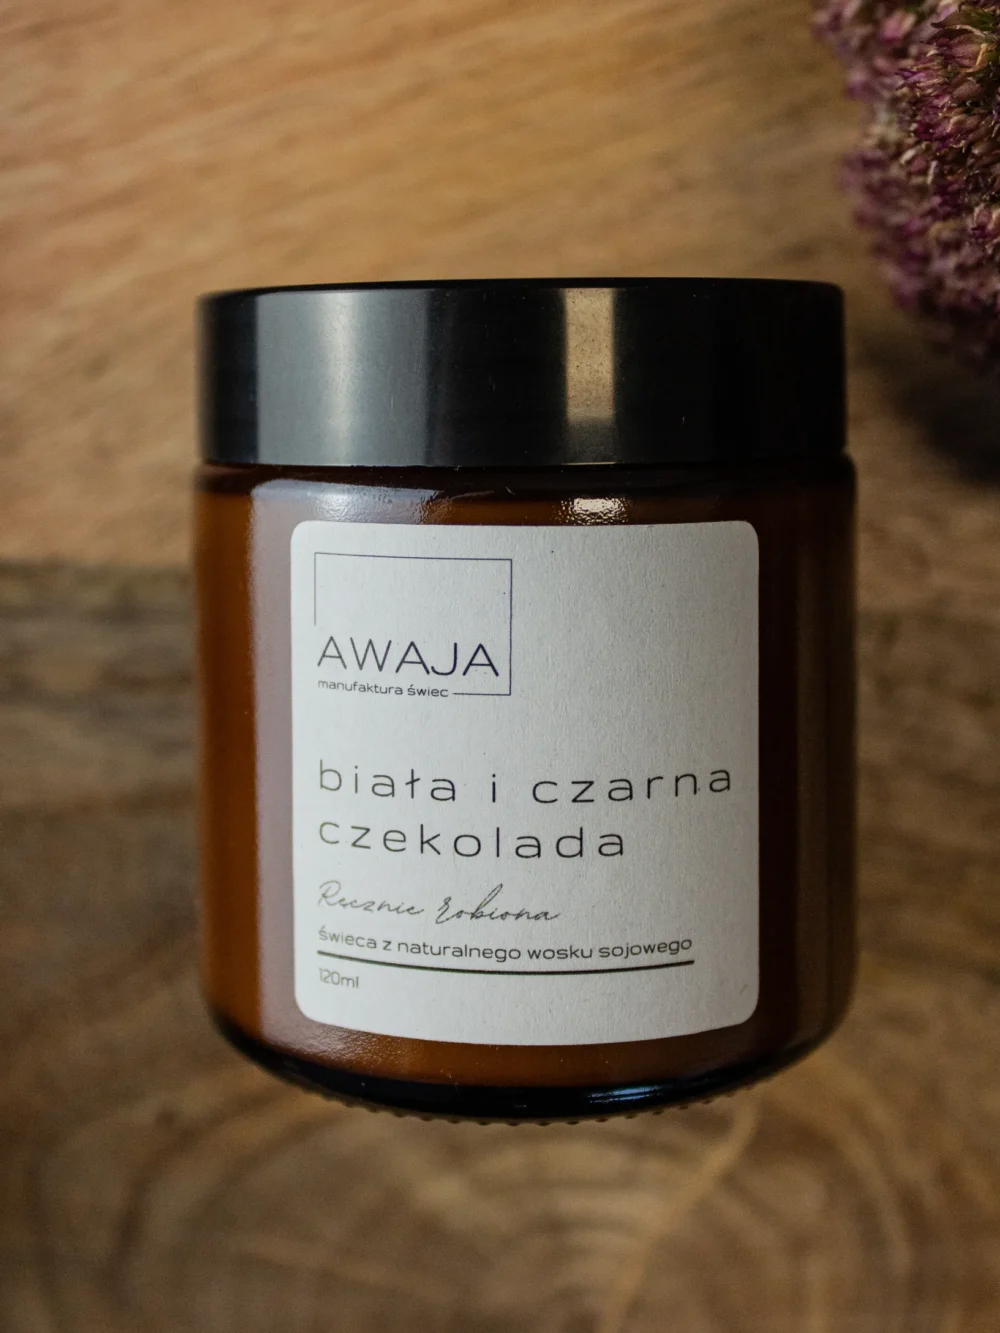 AWAJA
manufaktura świec
biała i czarna
czekolada
Ręcznie robiona
świeca z naturalnego wosku sojowego
120ml